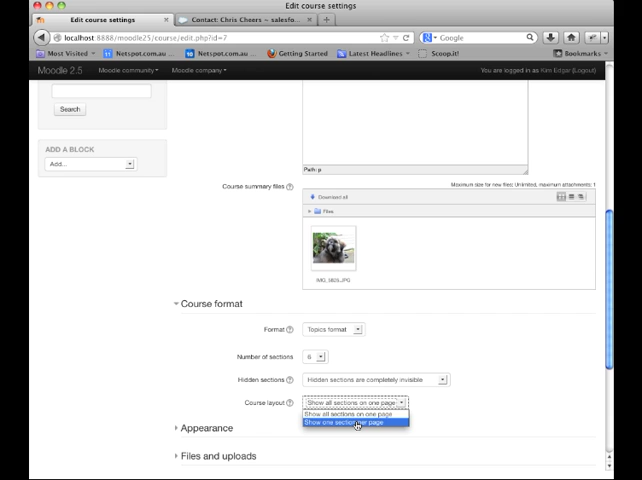 Edit course settings
Edit course settings
Contact: Chris Cheers ~ salesfo...
localhost:8888/moodle25/course/edit.php?id=7
Google
Most Visited
Netspot.com.au ...
Netspot.com.au ...
Getting Started
Latest Headlines
Scoop.it!
Bookmarks
Moodle 2.5
Moodle community
Moodle company
You are logged in as Kim Edgar (Logout)
Search
ADD A BLOCK
Add...
Path: p
Course summary files
Maximum size for new files: Unlimited, maximum attachments: 1
Download all
Files
Course format
Format
Topics format
Number of sections
6
Hidden sections
Hidden sections are completely invisible
Course layout
Show all sections on one page
Show all sections on one page
Show one section per page
Appearance
Files and uploads